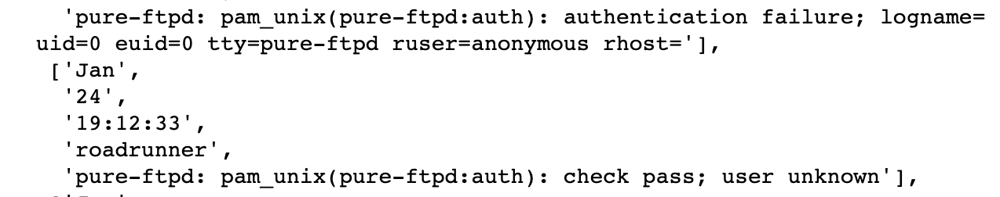 'pure-ftpd: pam_unix(pure-ftpd:auth): authentication failure; logname=
uid=0 euid=0 tty=pure-ftpd ruser=anonymous rhost='],
['Jan',
'24',
'19:12:33',
'roadrunner',
'pure-ftpd: pam_unix(pure-ftpd:auth): check pass; user unknown'],